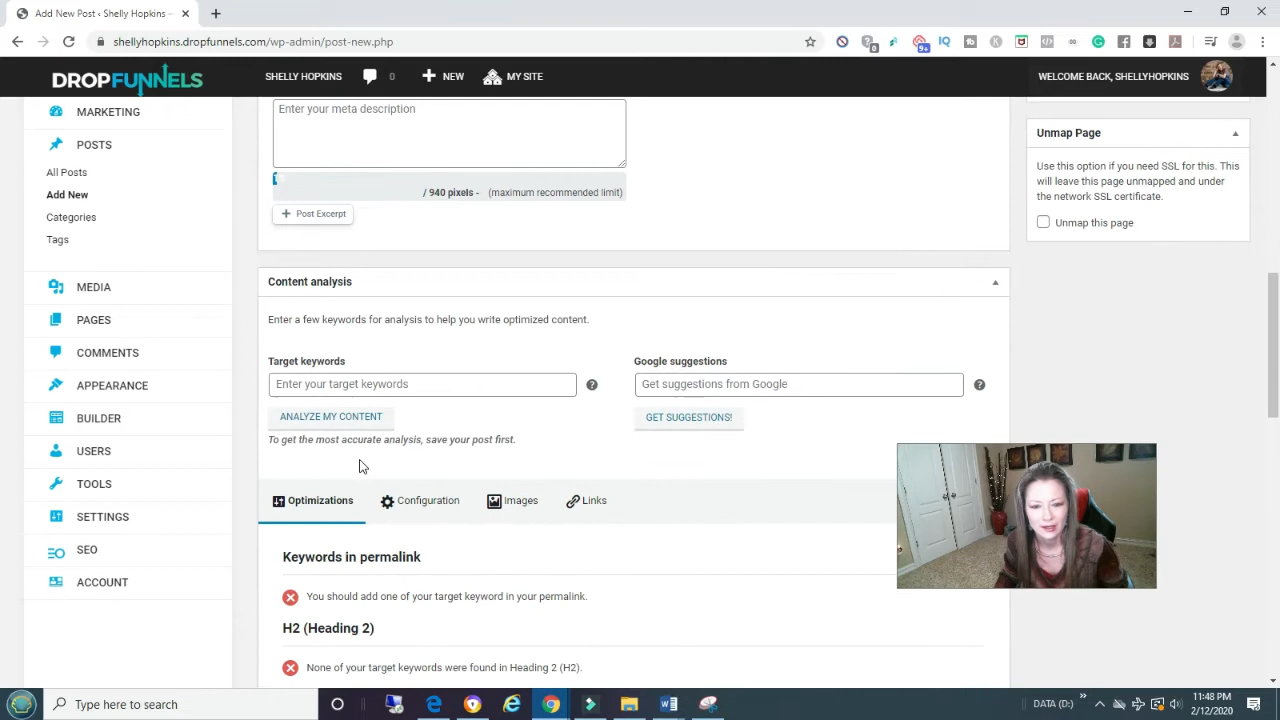 Add New Post ‹ Shelly Hopkins –
shellyhopkins.dropfunnels.com/wp-admin/post-new.php
0
9+
IQ
DROPFUNNELS
SHELLY HOPKINS
0
NEW
MY SITE
WELCOME BACK, SHELLYHOPKINS
MARKETING
POSTS
All Posts
Add New
Categories
Tags
MEDIA
PAGES
COMMENTS
APPEARANCE
BUILDER
USERS
TOOLS
SETTINGS
SEO
ACCOUNT
Enter your meta description
/ 940 pixels - (maximum recommended limit)
Post Excerpt
Content analysis
Enter a few keywords for analysis to help you write optimized content.
Target keywords
Enter your target keywords
ANALYZE MY CONTENT
To get the most accurate analysis, save your post first.
Google suggestions
Get suggestions from Google
GET SUGGESTIONS!
Optimizations
Configuration
Images
Links
Keywords in permalink
You should add one of your target keyword in your permalink.
H2 (Heading 2)
None of your target keywords were found in Heading 2 (H2).
Unmap Page
Use this option if you need SSL for this. This
will leave this page unmapped and under
the network SSL certificate.
Unmap this page
Type here to search
DATA (D:)
11:48 PM
2/12/2020